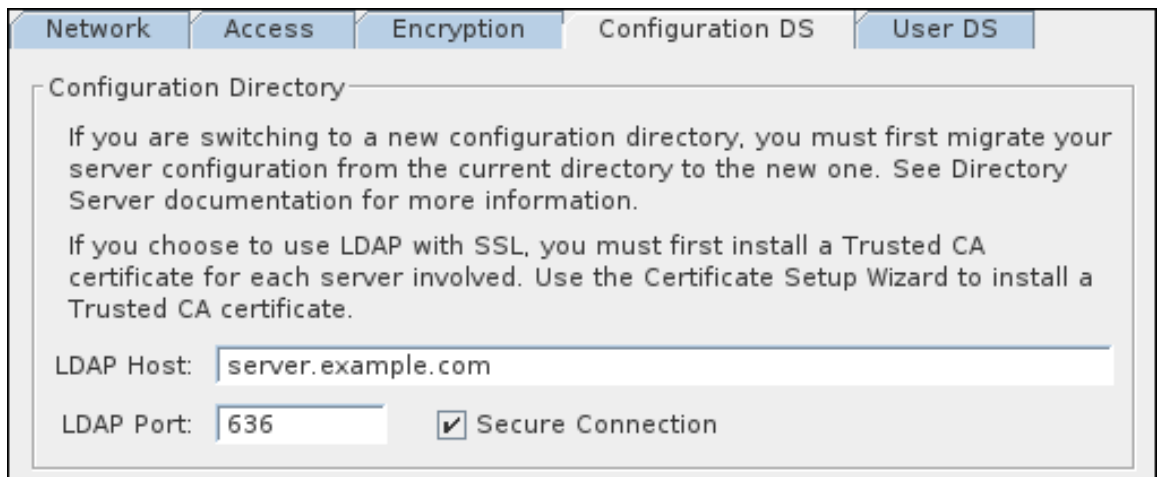 Network Access Encryption Configuration DS User DS
Configuration Directory
If you are switching to a new configuration directory, you must first migrate your
server configuration from the current directory to the new one. See Directory
Server documentation for more information.
If you choose to use LDAP with SSL, you must first install a Trusted CA
certificate for each server involved. Use the Certificate Setup Wizard to install a
Trusted CA certificate.
LDAP Host: server.example.com
LDAP Port: 636 Secure Connection